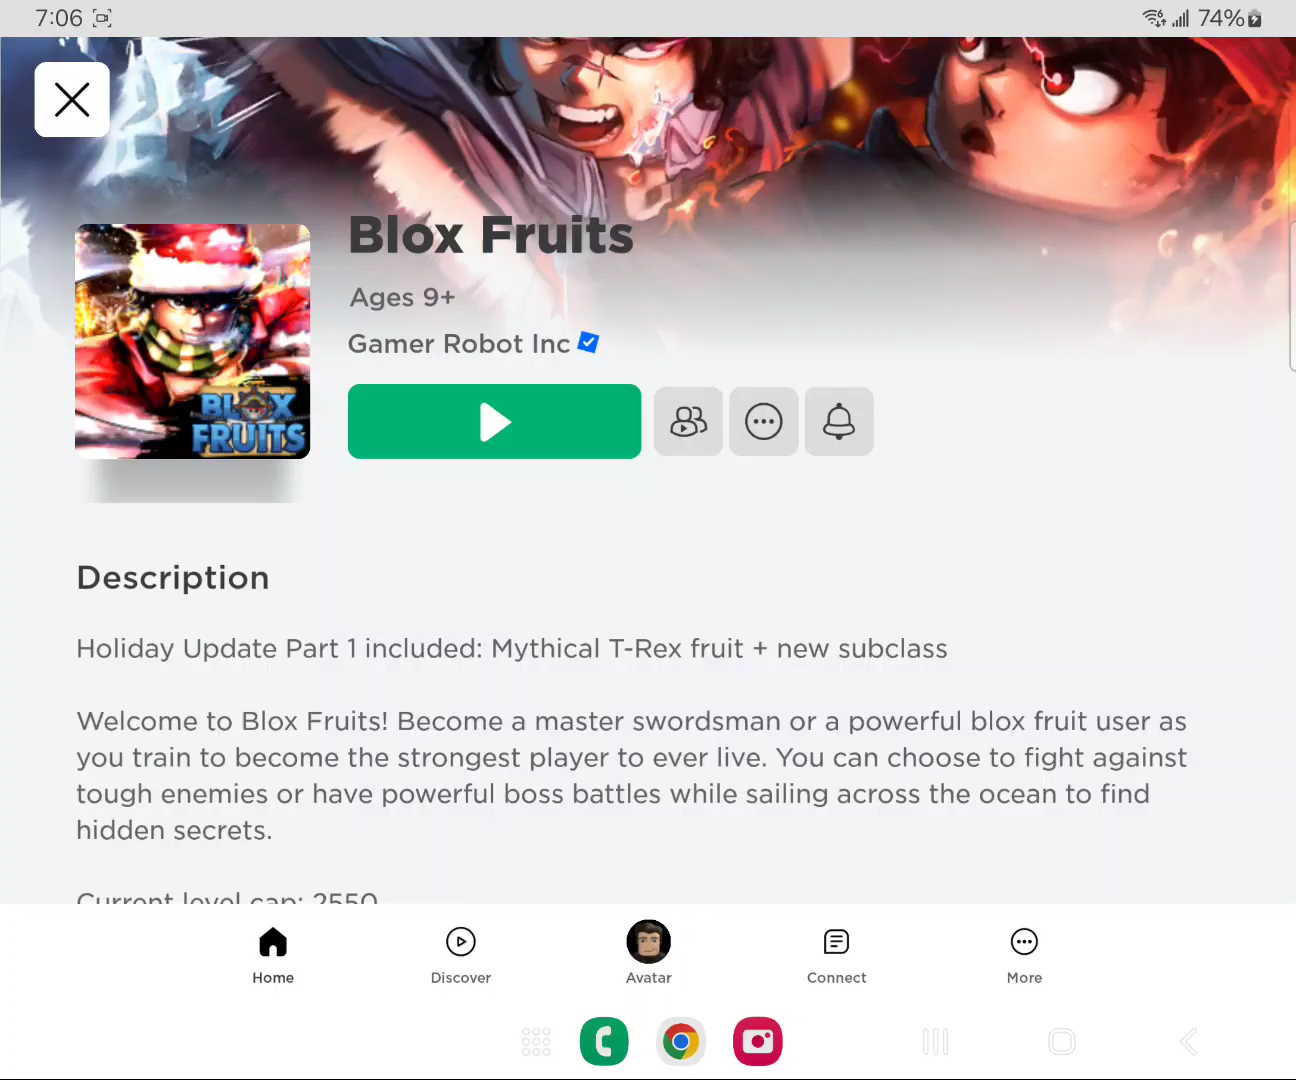 7:06
74%
Blox Fruits
Ages 9+
Gamer Robot Inc
BLOX
FRUITS
Description
Holiday Update Part 1 included: Mythical T-Rex fruit + new subclass
Welcome to Blox Fruits! Become a master swordsman or a powerful blox fruit user as
you train to become the strongest player to ever live. You can choose to fight against
tough enemies or have powerful boss battles while sailing across the ocean to find
hidden secrets.
Current level cap: 2550
Home
Discover
Avatar
Connect
More